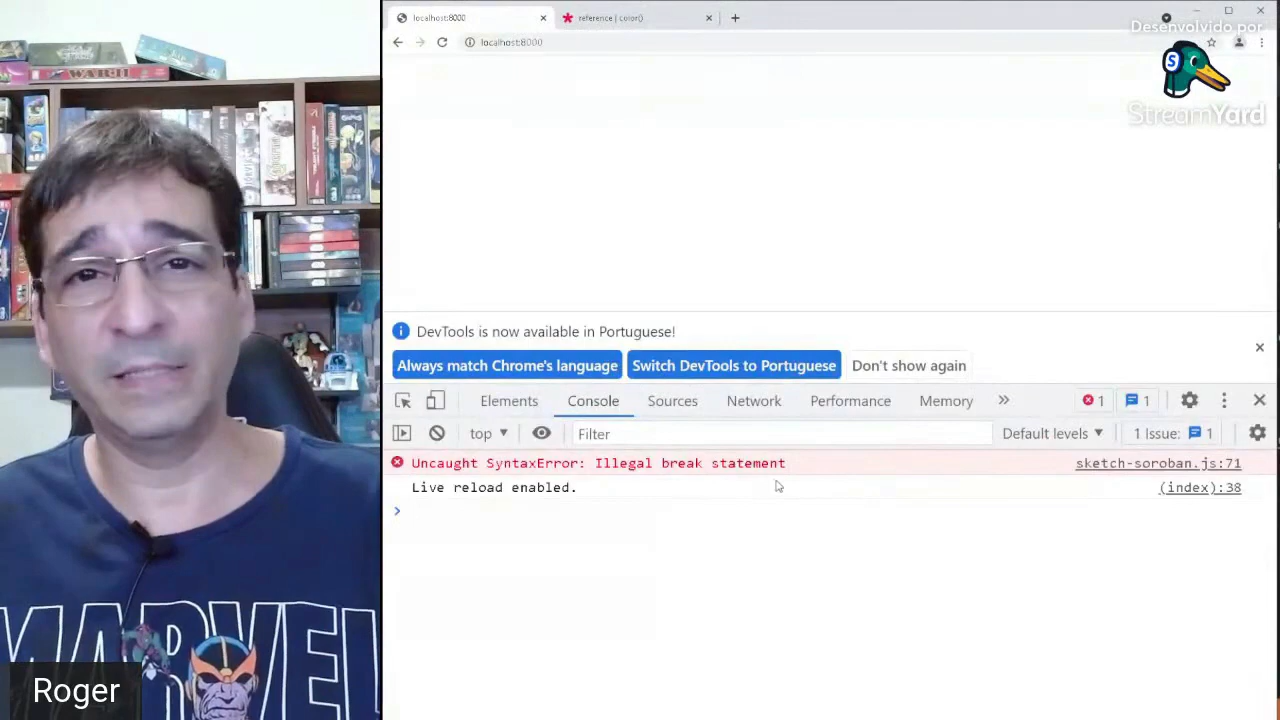 localhost:8000
reference | color()
localhost:8000
Desenvolvido por
StreamYard
WAR II
DevTools is now available in Portuguese!
Always match Chrome's language
Switch DevTools to Portuguese
Don't show again
Elements
Console
Sources
Network
Performance
Memory
1
1
top
Filter
Default levels
1 Issue:
1
Uncaught SyntaxError: Illegal break statement
sketch-soroban.js:71
Live reload enabled.
(index):38
MARVEL
Roger